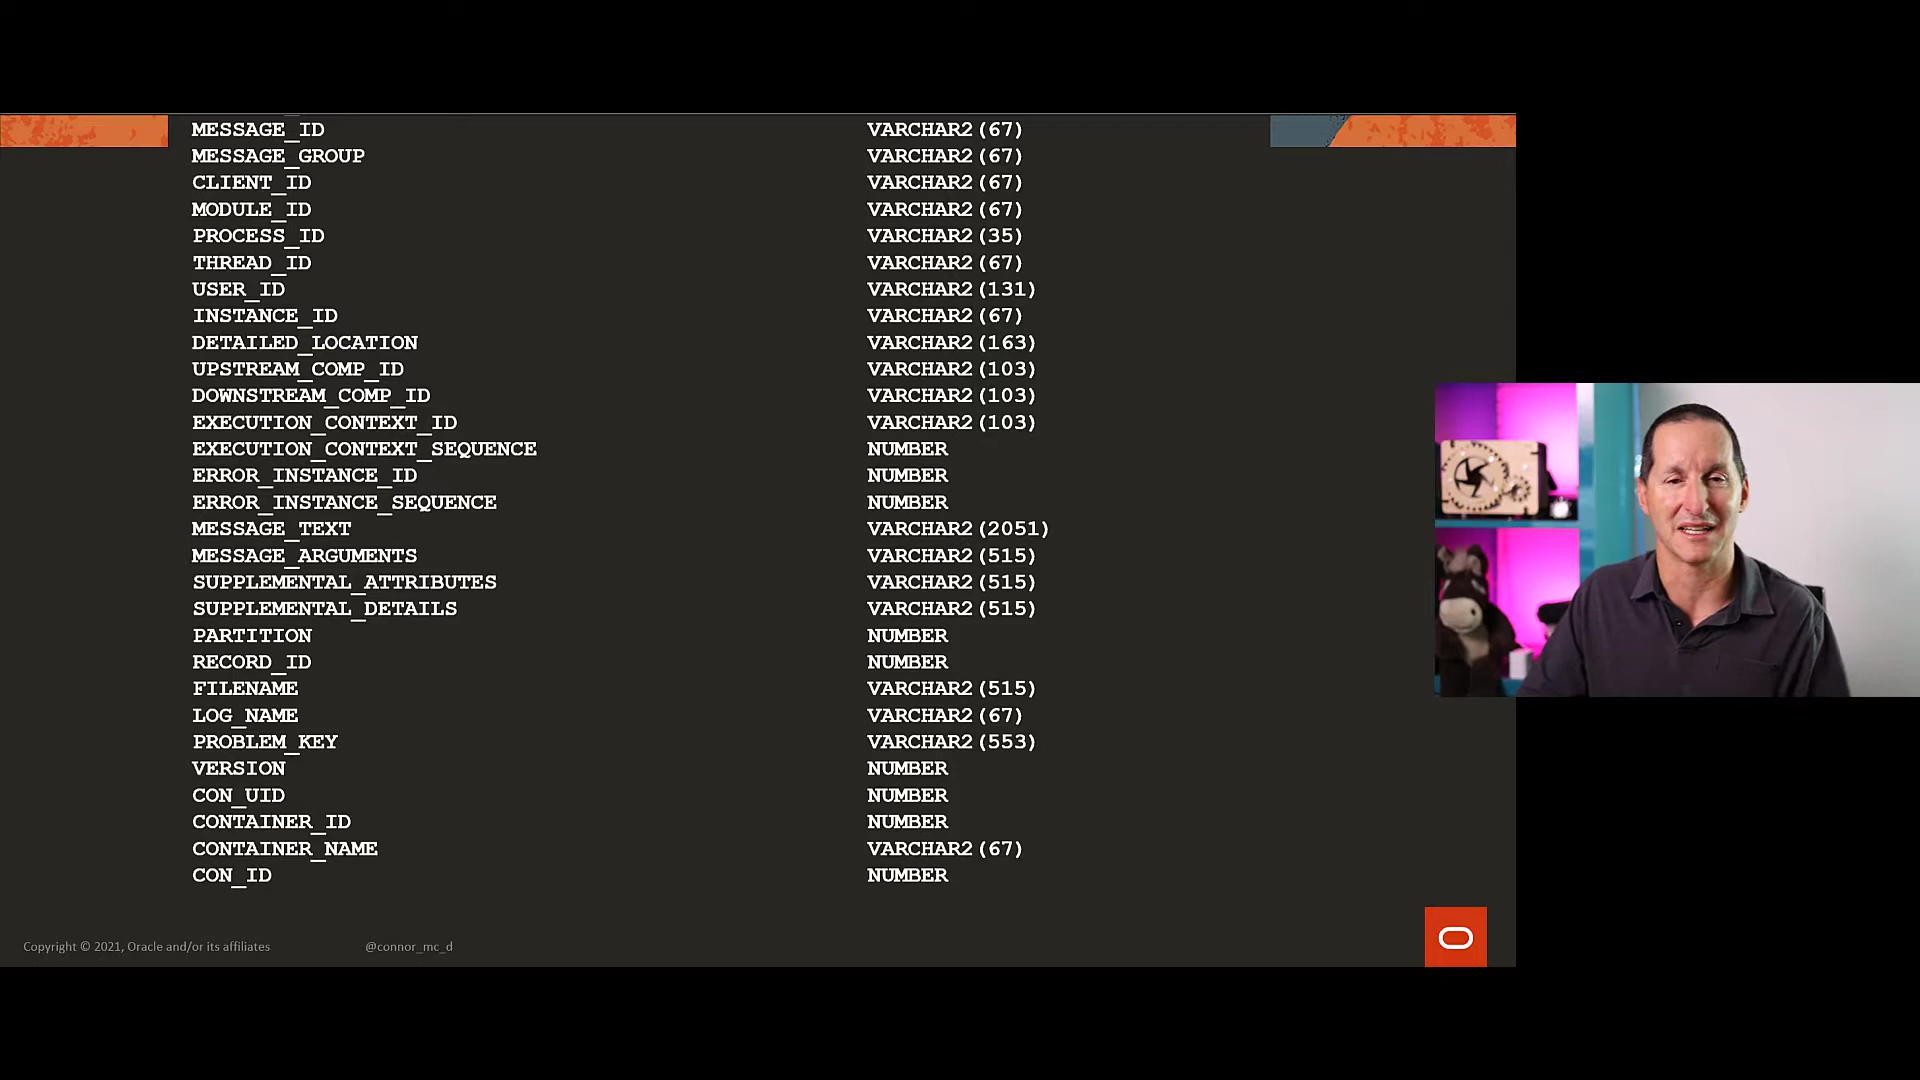 MESSAGE_ID VARCHAR2(67)
MESSAGE_GROUP VARCHAR2(67)
CLIENT_ID VARCHAR2(67)
MODULE_ID VARCHAR2(67)
PROCESS_ID VARCHAR2(35)
THREAD_ID VARCHAR2(67)
USER_ID VARCHAR2(131)
INSTANCE_ID VARCHAR2(67)
DETAILED_LOCATION VARCHAR2(163)
UPSTREAM_COMP_ID VARCHAR2(103)
DOWNSTREAM_COMP_ID VARCHAR2(103)
EXECUTION_CONTEXT_ID VARCHAR2(103)
EXECUTION_CONTEXT_SEQUENCE NUMBER
ERROR_INSTANCE_ID NUMBER
ERROR_INSTANCE_SEQUENCE NUMBER
MESSAGE_TEXT VARCHAR2(2051)
MESSAGE_ARGUMENTS VARCHAR2(515)
SUPPLEMENTAL_ATTRIBUTES VARCHAR2(515)
SUPPLEMENTAL_DETAILS VARCHAR2(515)
PARTITION NUMBER
RECORD_ID NUMBER
FILENAME VARCHAR2(515)
LOG_NAME VARCHAR2(67)
PROBLEM_KEY VARCHAR2(553)
VERSION NUMBER
CON_UID NUMBER
CONTAINER_ID NUMBER
CONTAINER_NAME VARCHAR2(67)
CON_ID NUMBER
Copyright © 2021, Oracle and/or its affiliates @connor_mc_d